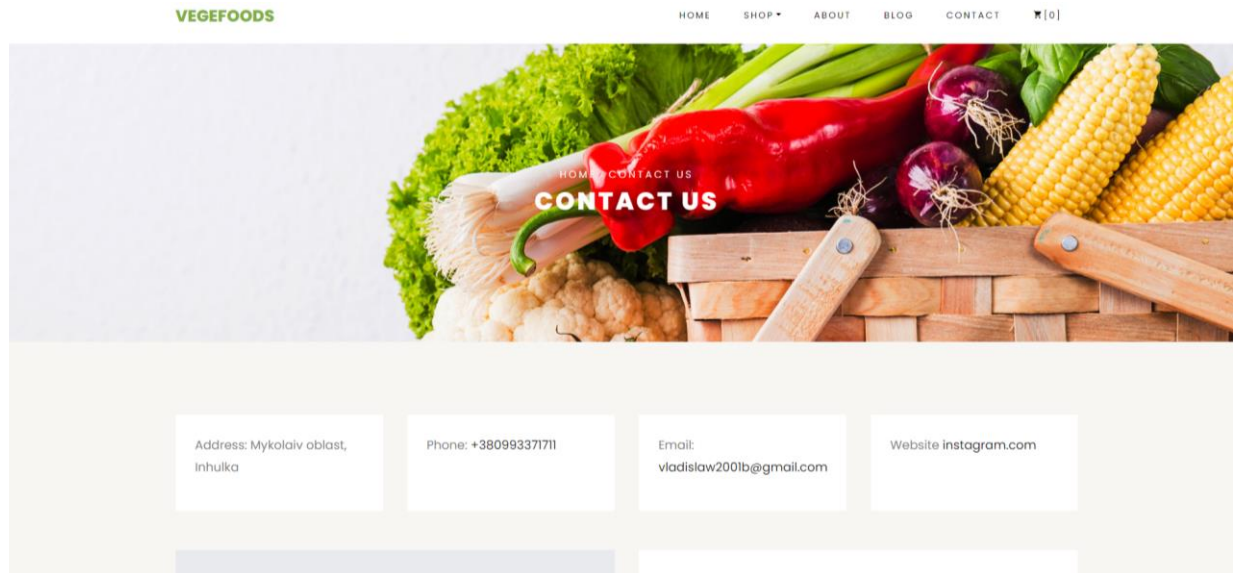 VEGEFOODS
HOME SHOP ABOUT BLOG CONTACT [0]
HOME CONTACT US
CONTACT US
Address: Mykolaiv oblast,
Inhulka
Phone: +380993371711
Email:
vladislaw2001b@gmail.com
Website instagram.com